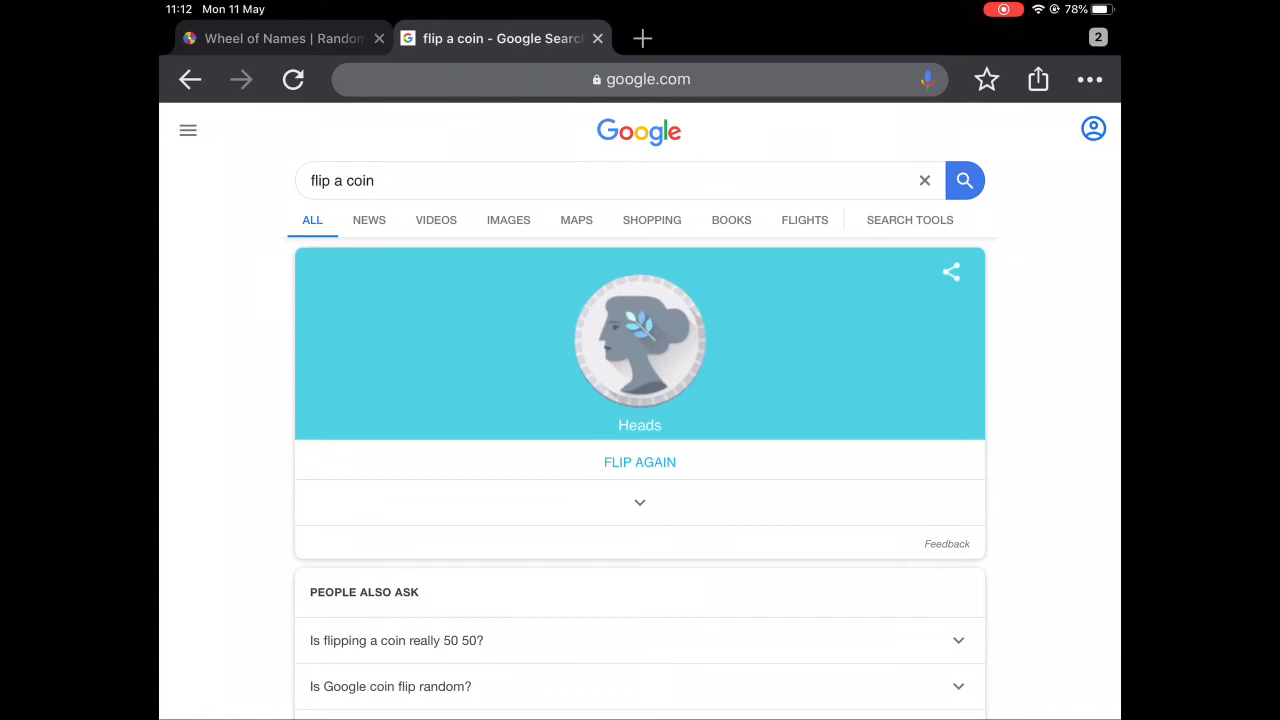 11:12 Mon 11 May 78%
Wheel of Names | Random flip a coin - Google Search 2
google.com
Google
flip a coin
ALL NEWS VIDEOS IMAGES MAPS SHOPPING BOOKS FLIGHTS SEARCH TOOLS
Heads
FLIP AGAIN
Feedback
PEOPLE ALSO ASK
Is flipping a coin really 50 50?
Is Google coin flip random?